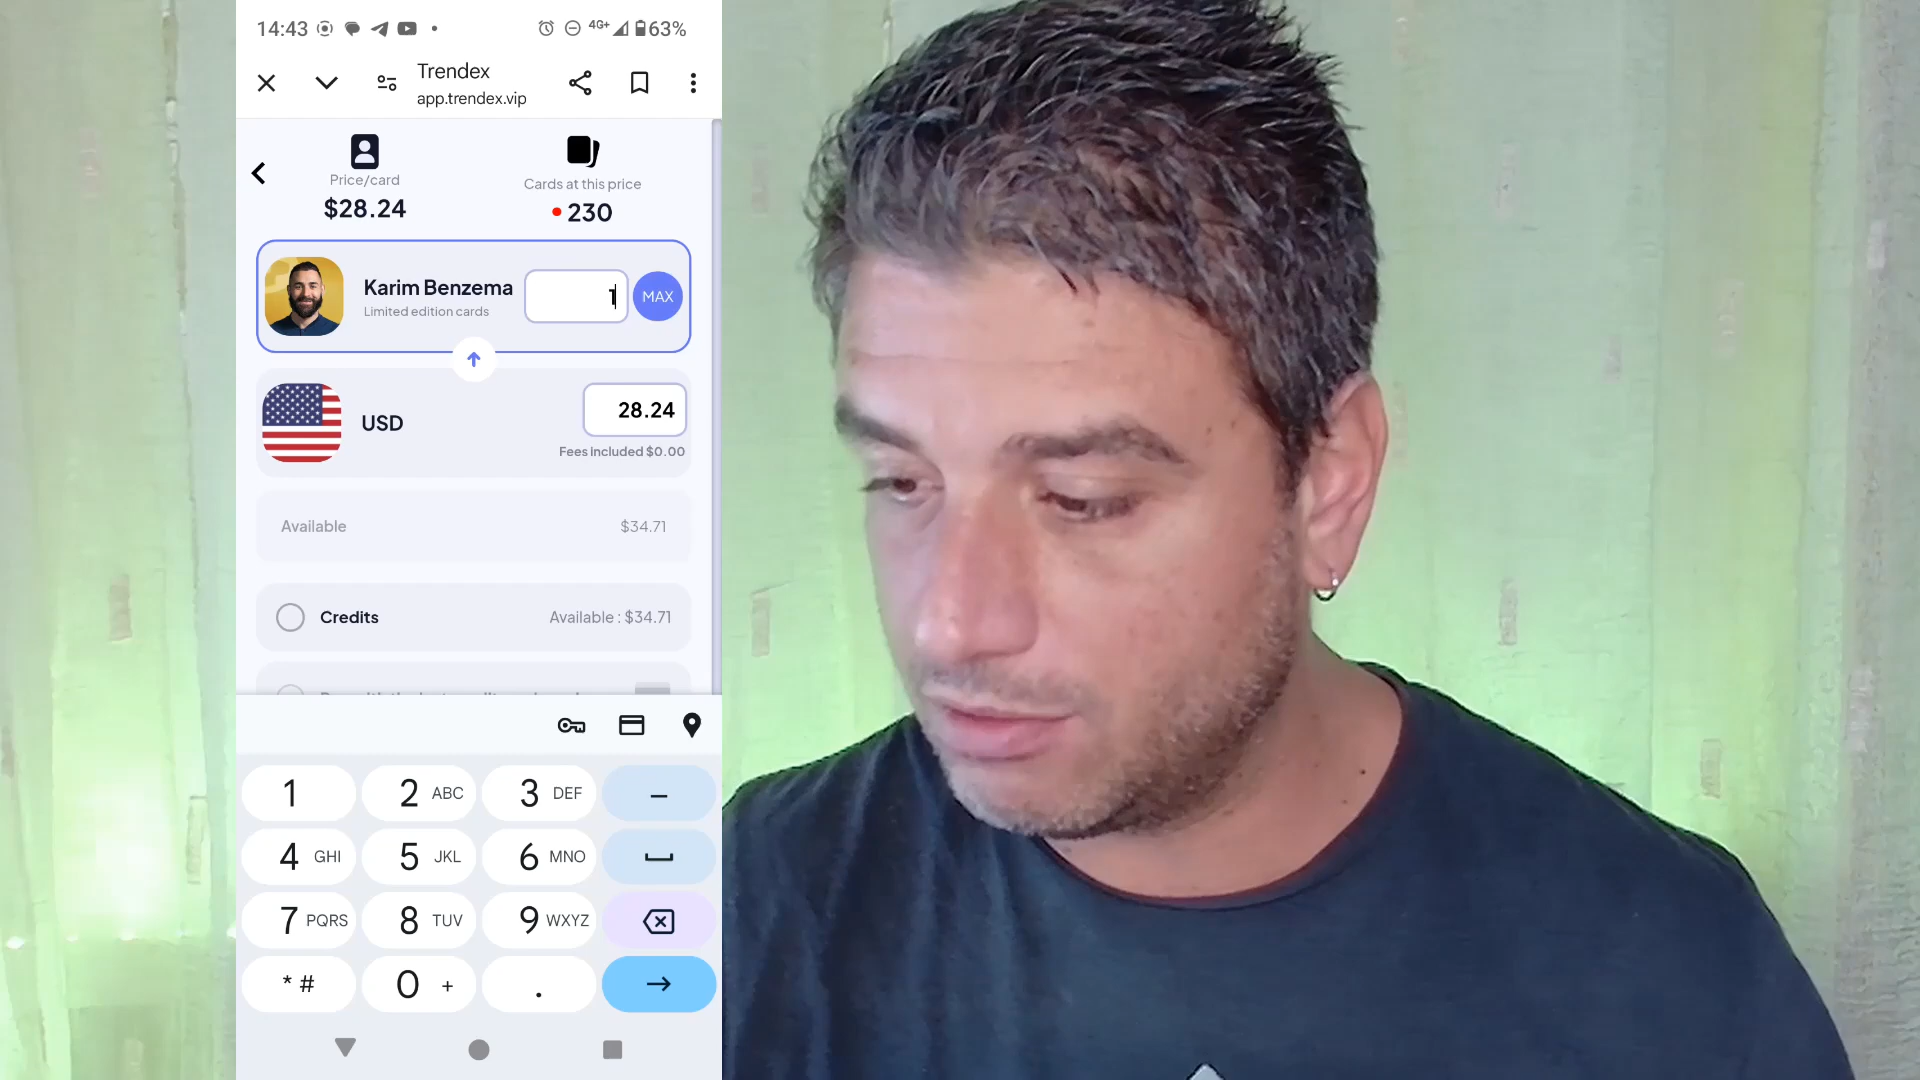 14:43 4G+ 63%
Trendex
app.trendex.vip
Price/card
$28.24
Cards at this price
230
Karim Benzema
Limited edition cards
1
MAX
USD
28.24
Fees included $0.00
Available $34.71
Credits Available : $34.71
1 2 ABC 3 DEF –
4 GHI 5 JKL 6 MNO
7 PQRS 8 TUV 9 WXYZ
* # 0 + .